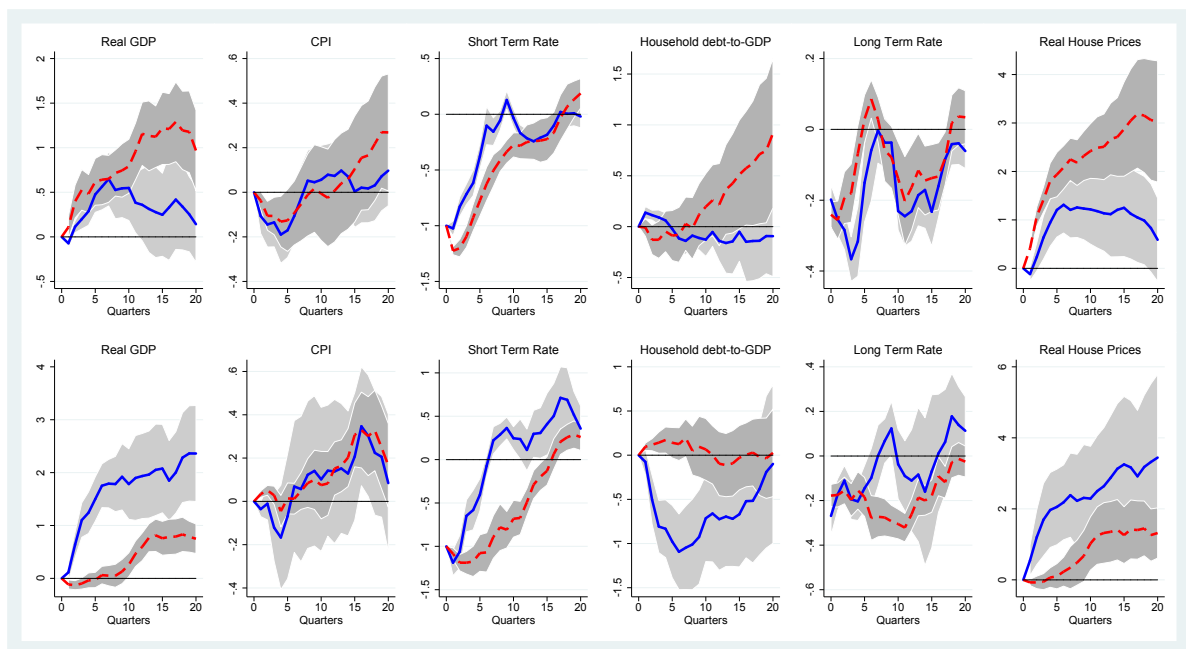 Real GDP
2
1.5
1
.5
0
-.5
0 5 10 15 20
Quarters
CPI
.6
.4
.2
0
-.2
-.4
0 5 10 15 20
Quarters
Short Term Rate
.5
0
-.5
-1
-1.5
0 5 10 15 20
Quarters
Household debt-to-GDP
1.5
1
.5
0
-.5
0 5 10 15 20
Quarters
Long Term Rate
.2
0
-.2
-.4
0 5 10 15 20
Quarters
Real House Prices
4
3
2
1
0
0 5 10 15 20
Quarters
Real GDP
4
3
2
1
0
0 5 10 15 20
Quarters
CPI
.6
.4
.2
0
-.2
-.4
0 5 10 15 20
Quarters
Short Term Rate
1
.5
0
-.5
-1
-1.5
0 5 10 15 20
Quarters
Household debt-to-GDP
1
.5
0
-.5
-1
-1.5
0 5 10 15 20
Quarters
Long Term Rate
.4
.2
0
-.2
-.4
-.6
0 5 10 15 20
Quarters
Real House Prices
6
4
2
0
0 5 10 15 20
Quarters